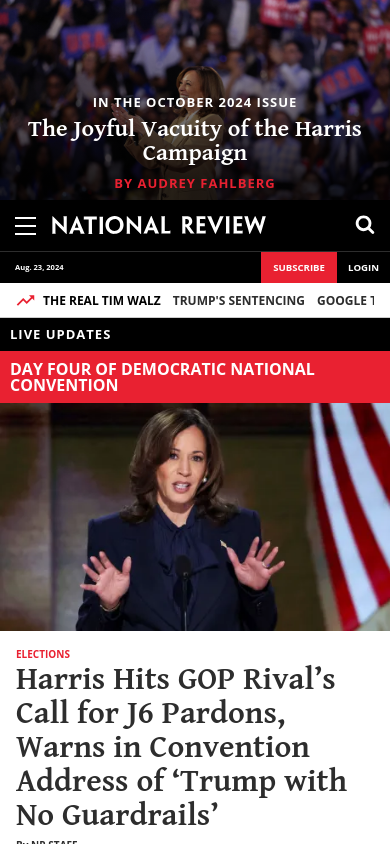 IN THE OCTOBER 2024 ISSUE
The Joyful Vacuity of the Harris
Campaign
BY AUDREY FAHLBERG
NATIONAL REVIEW
Aug. 23, 2024
SUBSCRIBE
LOGIN
THE REAL TIM WALZ TRUMP'S SENTENCING GOOGLE
LIVE UPDATES
DAY FOUR OF DEMOCRATIC NATIONAL
CONVENTION
ELECTIONS
Harris Hits GOP Rival’s
Call for J6 Pardons,
Warns in Convention
Address of ‘Trump with
No Guardrails’
By NR STAFF